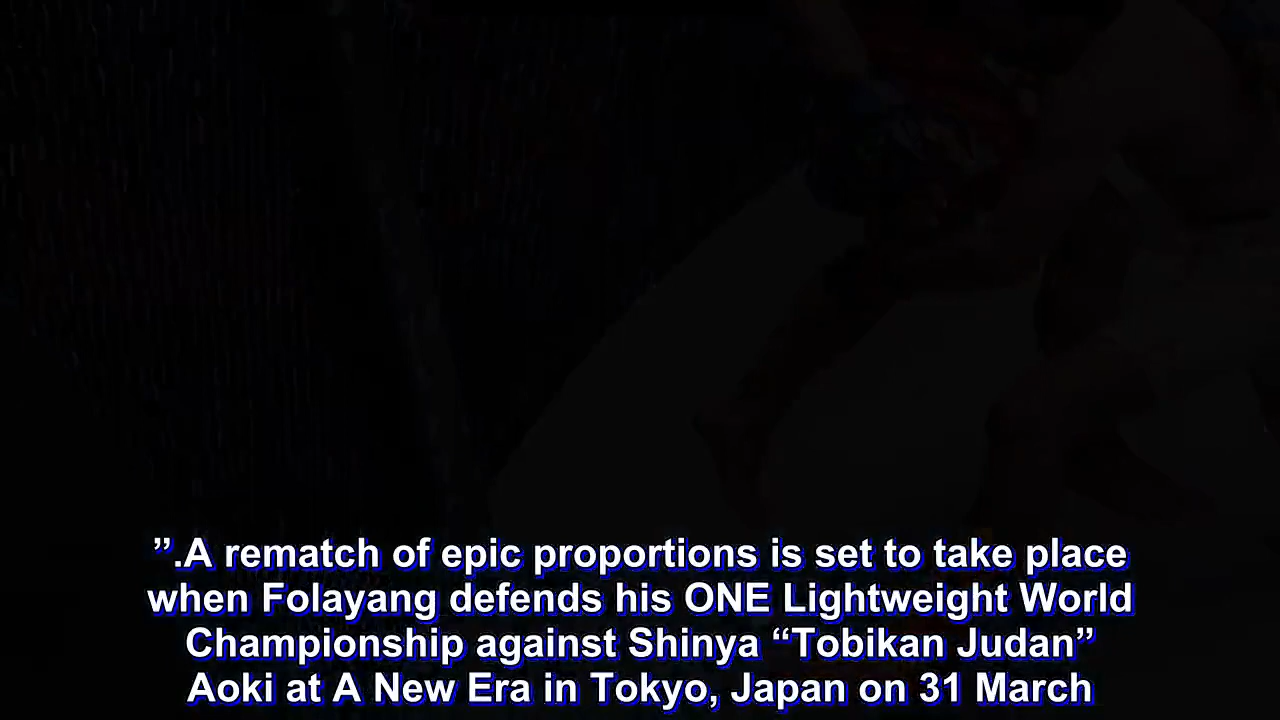 ”.A rematch of epic proportions is set to take place
when Folayang defends his ONE Lightweight World
Championship against Shinya “Tobikan Judan”
Aoki at A New Era in Tokyo, Japan on 31 March